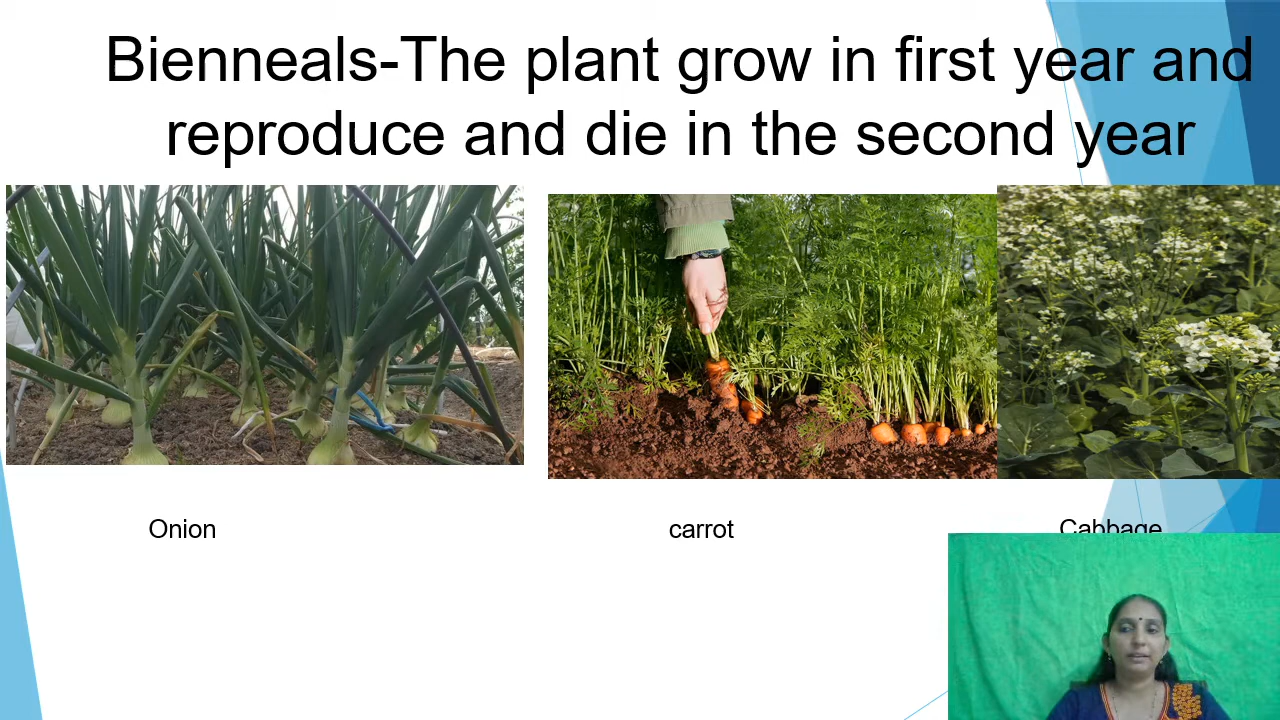 Bienneals-The plant grow in first year and
reproduce and die in the second year
Onion
carrot
Cabbage